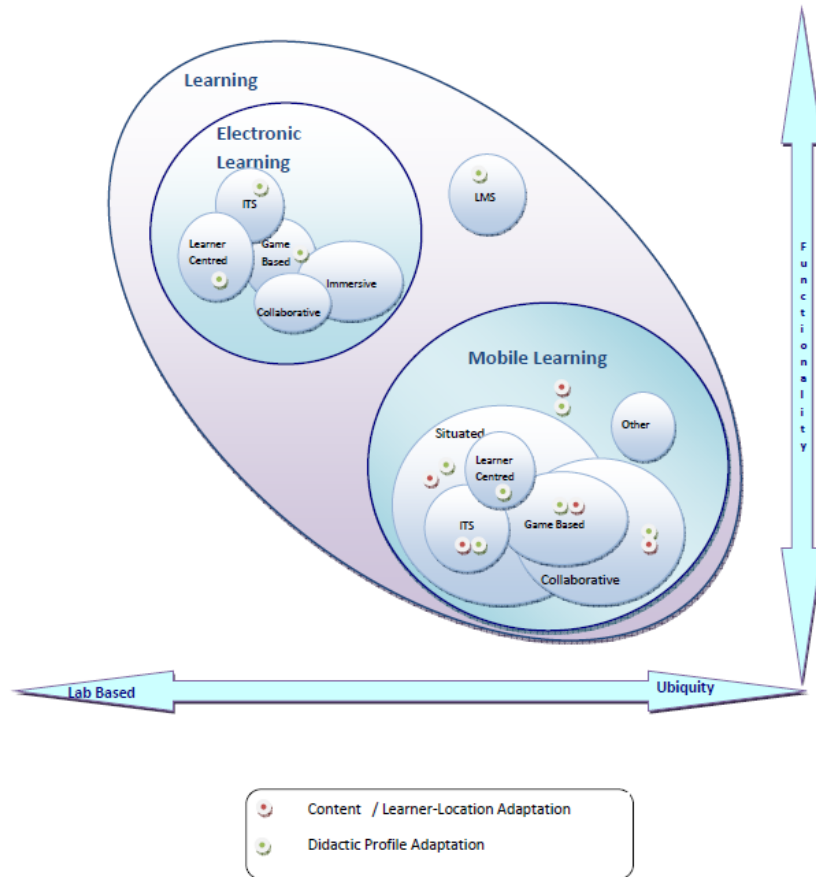 Learning
Electronic
Learning
ITS
LMS
Learner
Centred
Game
Based
Immersive
Collaborative
Functionality
Mobile Learning
Other
Situated
Learner
Centred
ITS
Game Based
Collaborative
Lab Based
Ubiquity
Content / Learner-Location Adaptation
Didactic Profile Adaptation